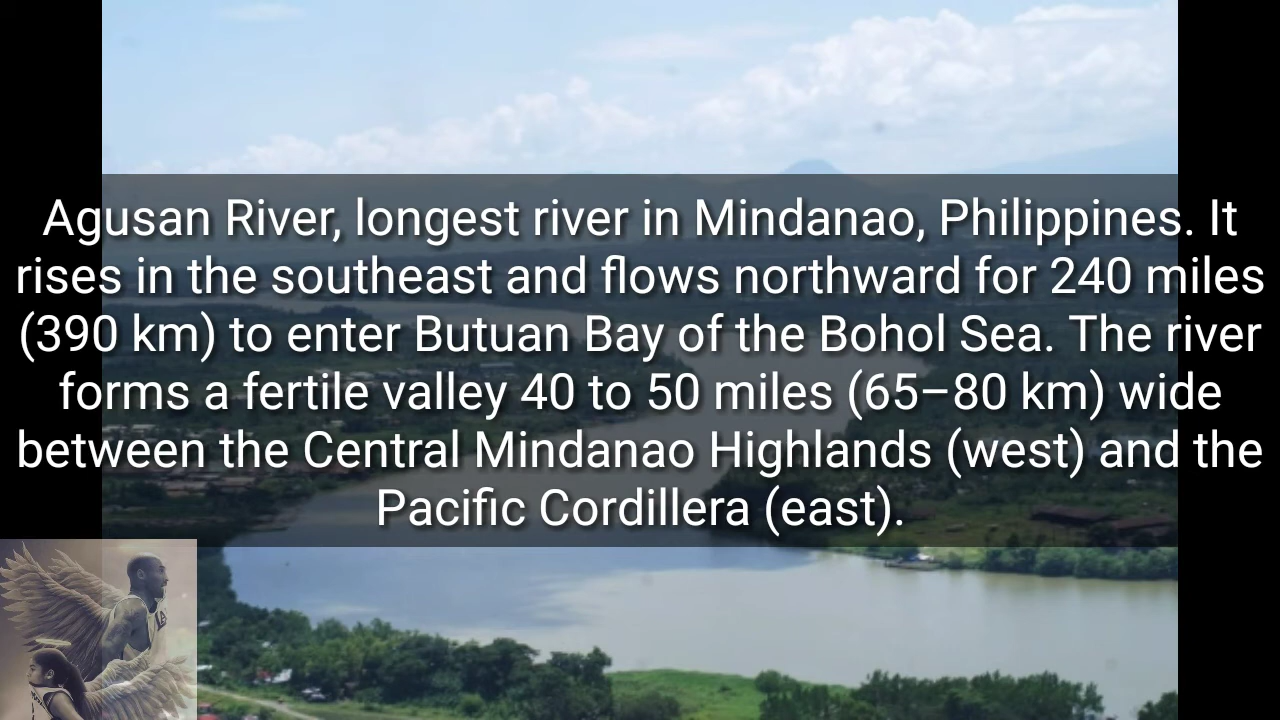 Agusan River, longest river in Mindanao, Philippines. It
rises in the southeast and flows northward for 240 miles
(390 km) to enter Butuan Bay of the Bohol Sea. The river
forms a fertile valley 40 to 50 miles (65–80 km) wide
between the Central Mindanao Highlands (west) and the
Pacific Cordillera (east).